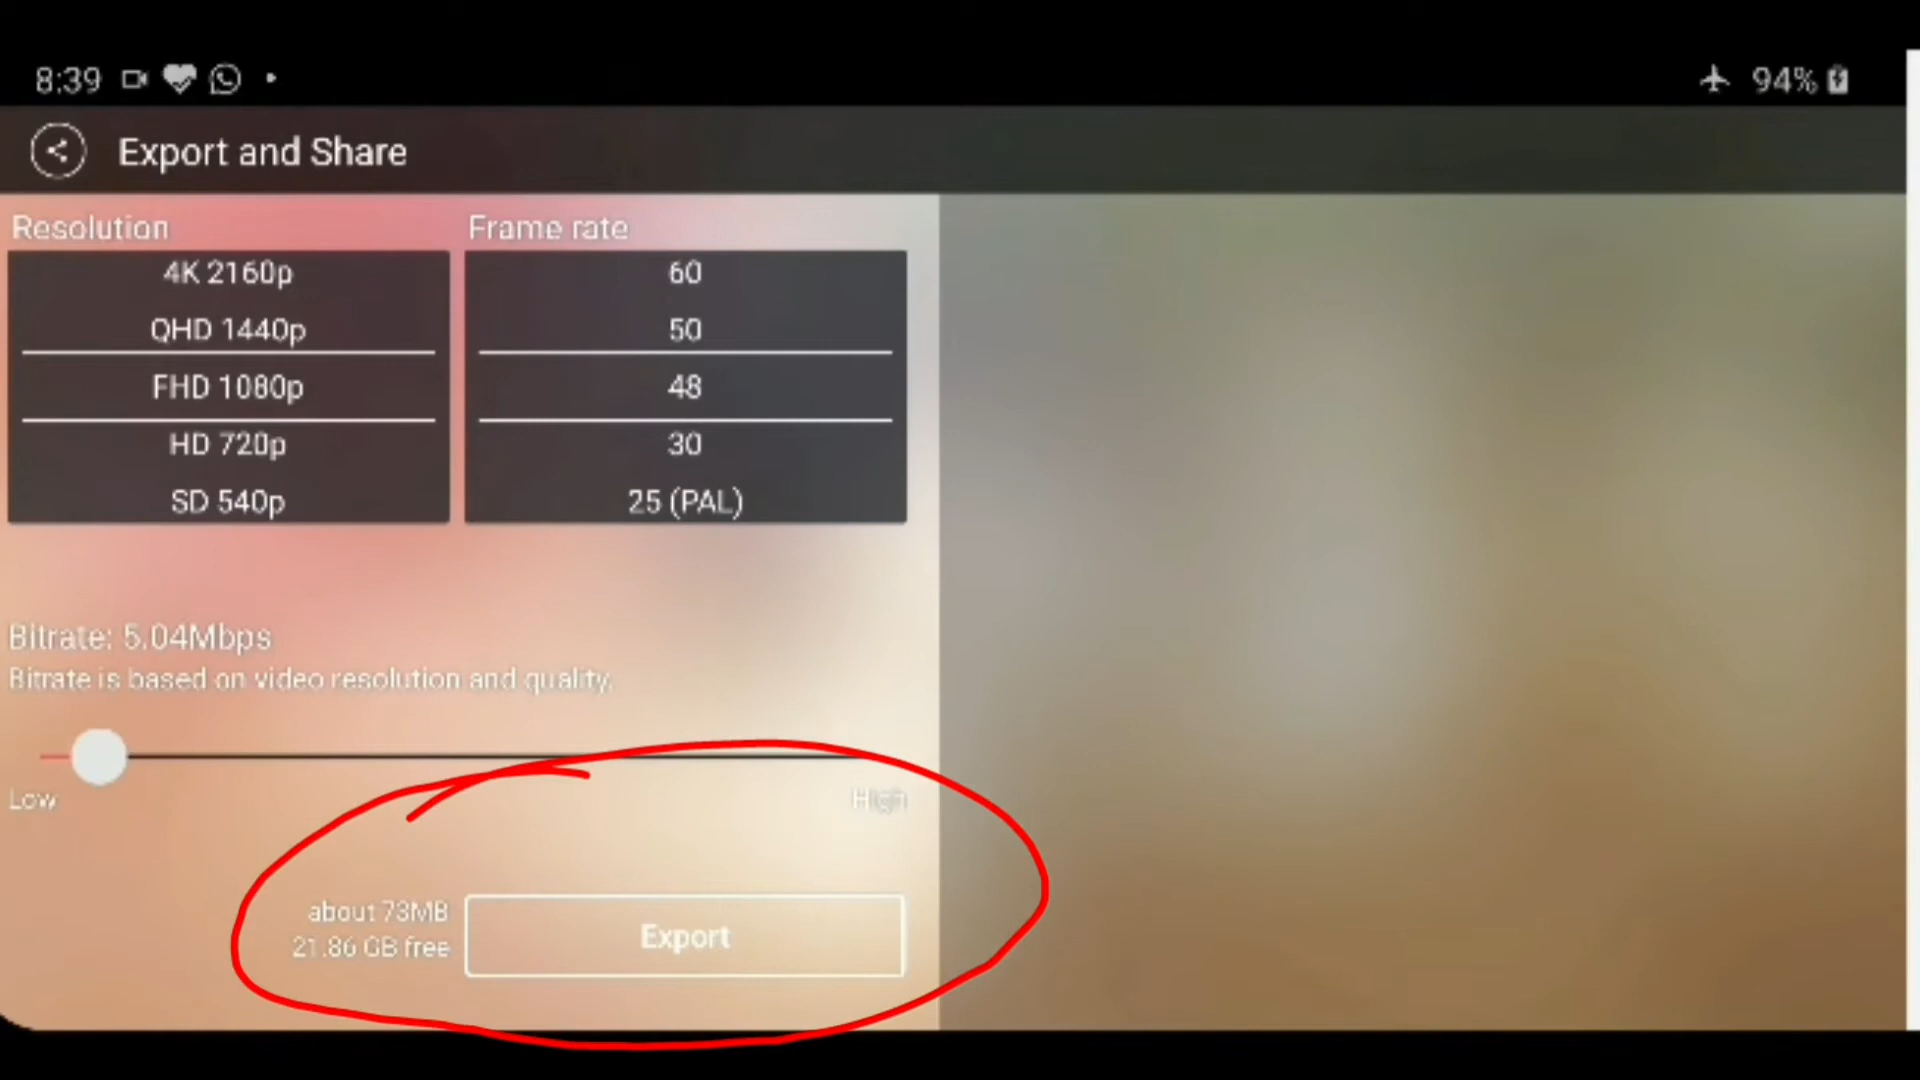 8:39
94%
Export and Share
Resolution
Frame rate
4K 2160p
QHD 1440p
FHD 1080p
HD 720p
SD 540p
60
50
48
30
25 (PAL)
Bitrate: 5.04Mbps
Bitrate is based on video resolution and quality.
Low
High
about 73MB
21.86 GB free
Export